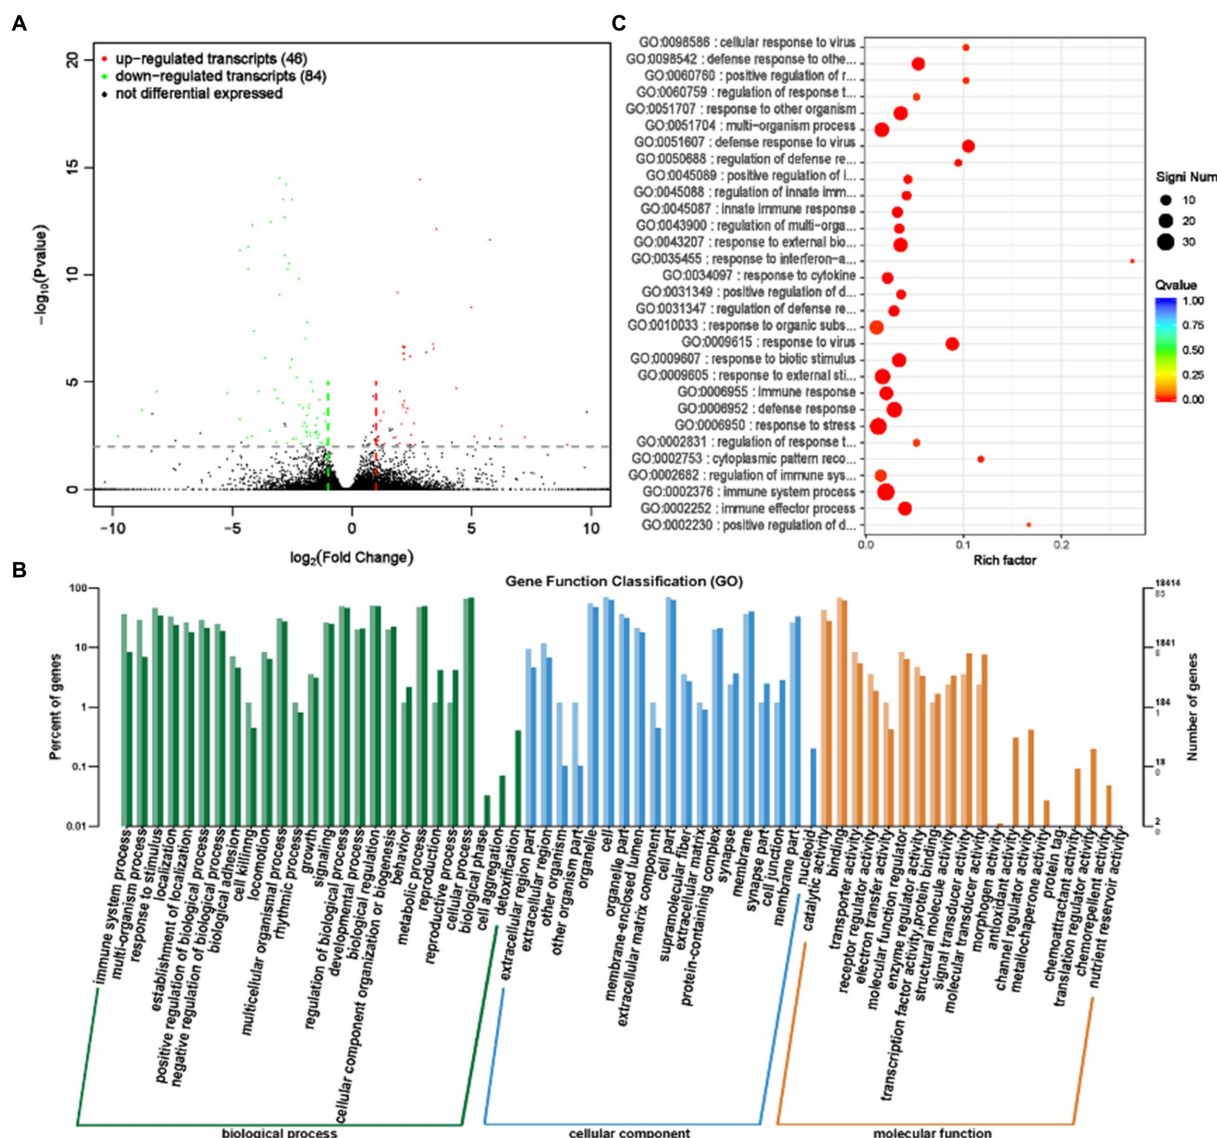 A
up-regulated transcripts (46)
down-regulated transcripts (84)
not differential expressed
20
15
10
5
0
−log10(Pvalue)
−10
−5
0
5
10
log2(Fold Change)
C
GO:0098586 : cellular response to virus
GO:0098542 : defense response to othe...
GO:0060760 : positive regulation of r...
GO:0060759 : regulation of response t...
GO:0051707 : response to other organism
GO:0051704 : multi−organism process
GO:0051607 : defense response to virus
GO:0050688 : regulation of defense re...
GO:0045089 : positive regulation of i...
GO:0045088 : regulation of innate imm...
GO:0045087 : innate immune response
GO:0043900 : regulation of multi−orga...
GO:0043207 : response to external bio...
GO:0035455 : response to interferon−a...
GO:0034097 : response to cytokine
GO:0031349 : positive regulation of d...
GO:0031347 : regulation of defense re...
GO:0010033 : response to organic subs...
GO:0009615 : response to virus
GO:0009607 : response to biotic stimulus
GO:0009605 : response to external sti...
GO:0006955 : immune response
GO:0006952 : defense response
GO:0006950 : response to stress
GO:0002831 : regulation of response t...
GO:0002753 : cytoplasmic pattern reco...
GO:0002682 : regulation of immune sys...
GO:0002376 : immune system process
GO:0002252 : immune effector process
GO:0002230 : positive regulation of d...
0.0
0.1
0.2
Rich factor
Signi Num
10
20
30
Qvalue
1.00
0.75
0.50
0.25
0.00
B
Gene Function Classification (GO)
100
10
1
0.1
0.01
Percent of genes
18414
85
1841
8
184
1
18
0
2
0
Number of genes
immune system process
multi-organism process
response to stimulus
localization
establishment of localization
positive regulation of biological process
negative regulation of biological process
biological adhesion
cell killinng
locomotion
multicellular organismal process
rhythmic process
growth
signaling
regulation of biological process
developmental process
biological regulation
cellular component organization or biogenesis
behavior
metabolic process
reproduction
reproductive process
cellular process
biological phase
cell aggregation
detoxification
extracellular region part
extracellular region
other organism
other organism part
organelle
cell
organelle part
membrane-enclosed lumen
extracellular matrix component
cell part
supramolecular fiber
extracellular matrix
protein-containing complex
synapse
membrane
synapse part
cell junction
membrane part
nucleoid
catalytic activity
binding
transporter activity
receptor regulator activity
electron transfer activity
molecular function regulator
enzyme regulator activity
transcription factor activity,protein binding
structural molecule activity
signal transducer activity
molecular transducer activity
morphogen activity
antioxidant activity
channel regulator activity
metallochaperone activity
protein tag
chemoattractant activity
translation regulator activity
chemorepellent activity
nutrient reservoir activity
biological process
cellular component
molecular function